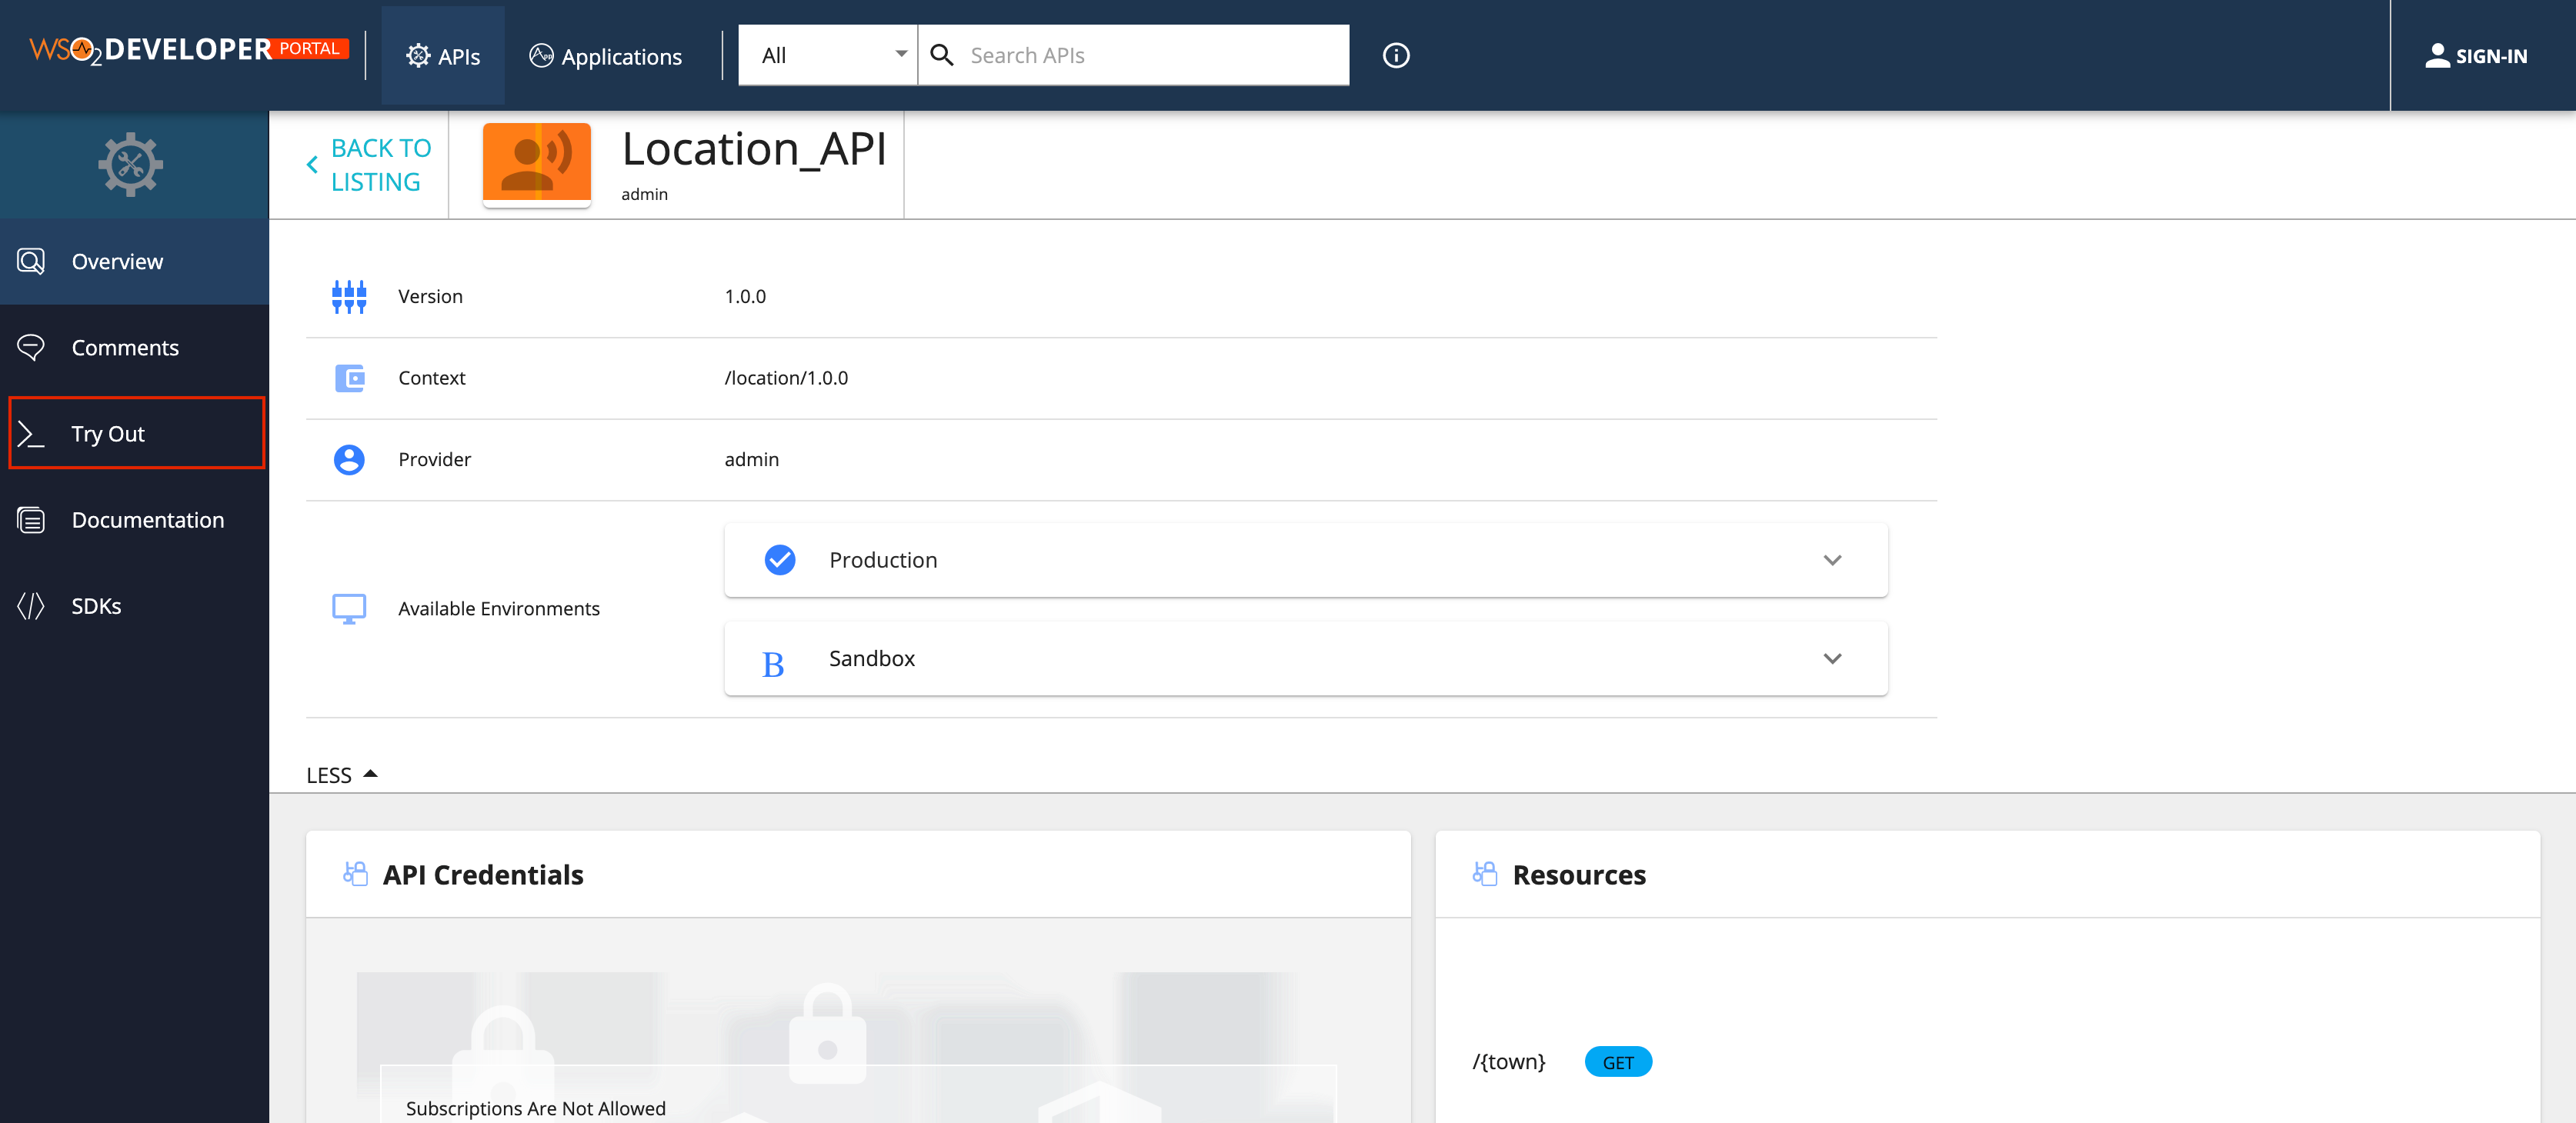 WSO2 DEVELOPER PORTAL
APIs
Applications
All
Search APIs
SIGN-IN
BACK TO
LISTING
Location_API
admin
Overview
Comments
Try Out
Documentation
SDKs
Version 1.0.0
Context /location/1.0.0
Provider admin
Available Environments
Production
B Sandbox
LESS
API Credentials
Subscriptions Are Not Allowed
Resources
/{town} GET